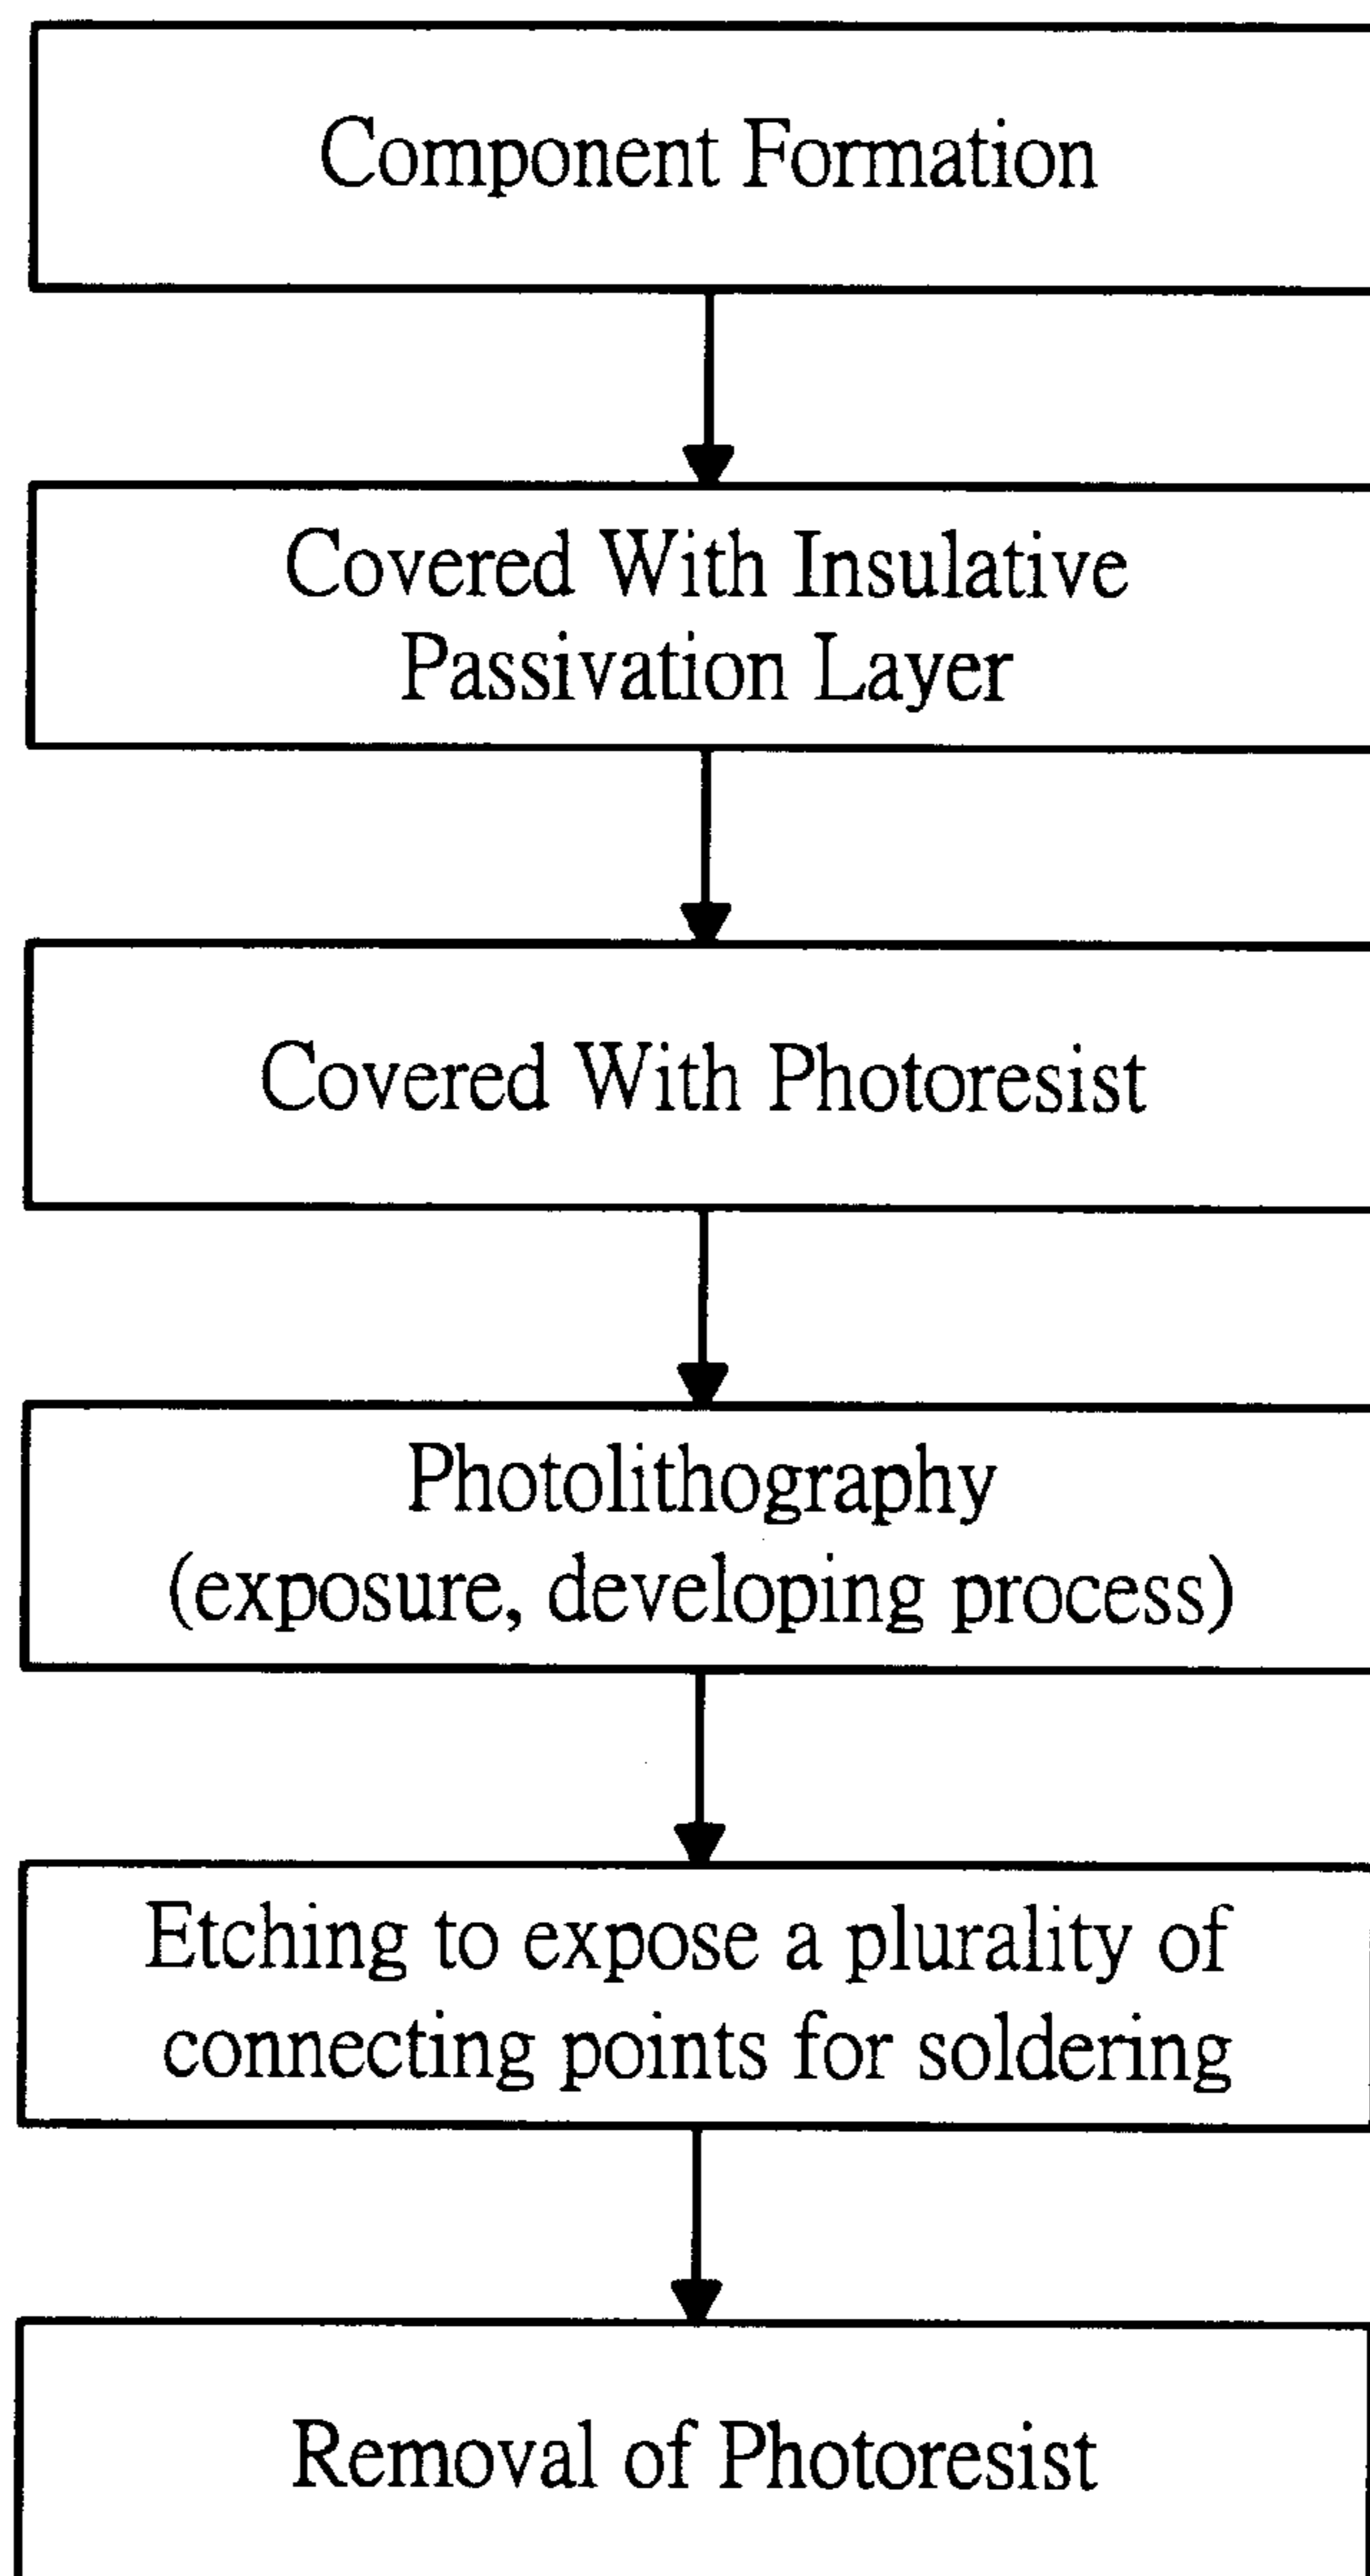 Component Formation
Covered With Insulative
Passivation Layer
Covered With Photoresist
Photolithography
(exposure, developing process)
Etching to expose a plurality of
connecting points for soldering
Removal of Photoresist